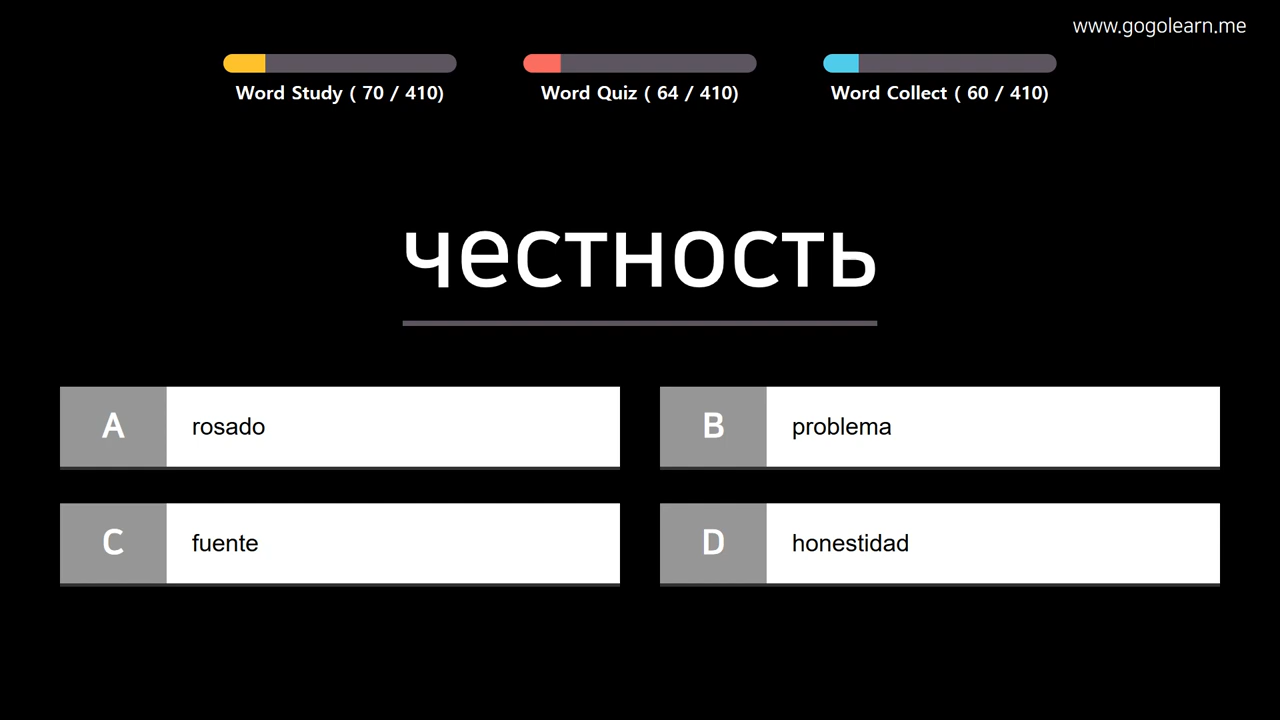 www.gogolearn.me
Word Study ( 70 / 410)
Word Quiz ( 64 / 410)
Word Collect ( 60 / 410)
честность
A rosado
B problema
C fuente
D honestidad